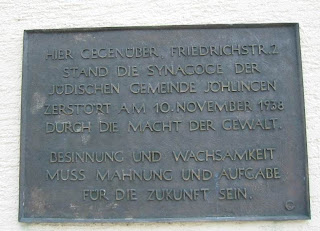 HIER GEGENÜBER FRIEDRICHSTR.2
STAND DIE SYNAGOGE DER
JÜDISCHEN GEMEINDE JÖHLINGEN
ZERSTÖRT AM 10. NOVEMBER 1938
DURCH DIE MACHT DER GEWALT.
BESINNUNG UND WACHSAMKEIT
MUSS MAHNUNG UND AUFGABE
FÜR DIE ZUKUNFT SEIN.